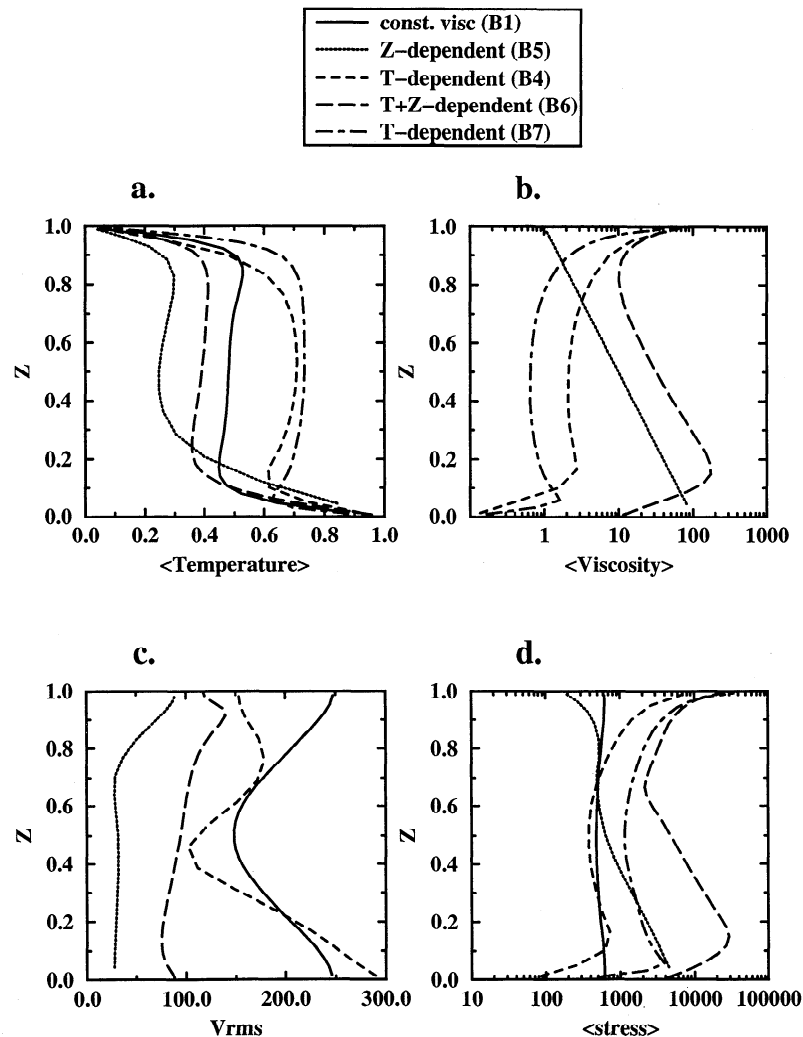 const. visc (B1)
Z−dependent (B5)
T−dependent (B4)
T+Z−dependent (B6)
T−dependent (B7)
a.
b.
1.0
0.8
0.6
0.4
0.2
0.0
Z
0.0 0.2 0.4 0.6 0.8 1.0
<Temperature>
1.0
0.8
0.6
0.4
0.2
0.0
Z
1 10 100 1000
<Viscosity>
c.
d.
1.0
0.8
0.6
0.4
0.2
0.0
Z
0.0 100.0 200.0 300.0
Vrms
1.0
0.8
0.6
0.4
0.2
0.0
Z
10 100 1000 10000 100000
<stress>